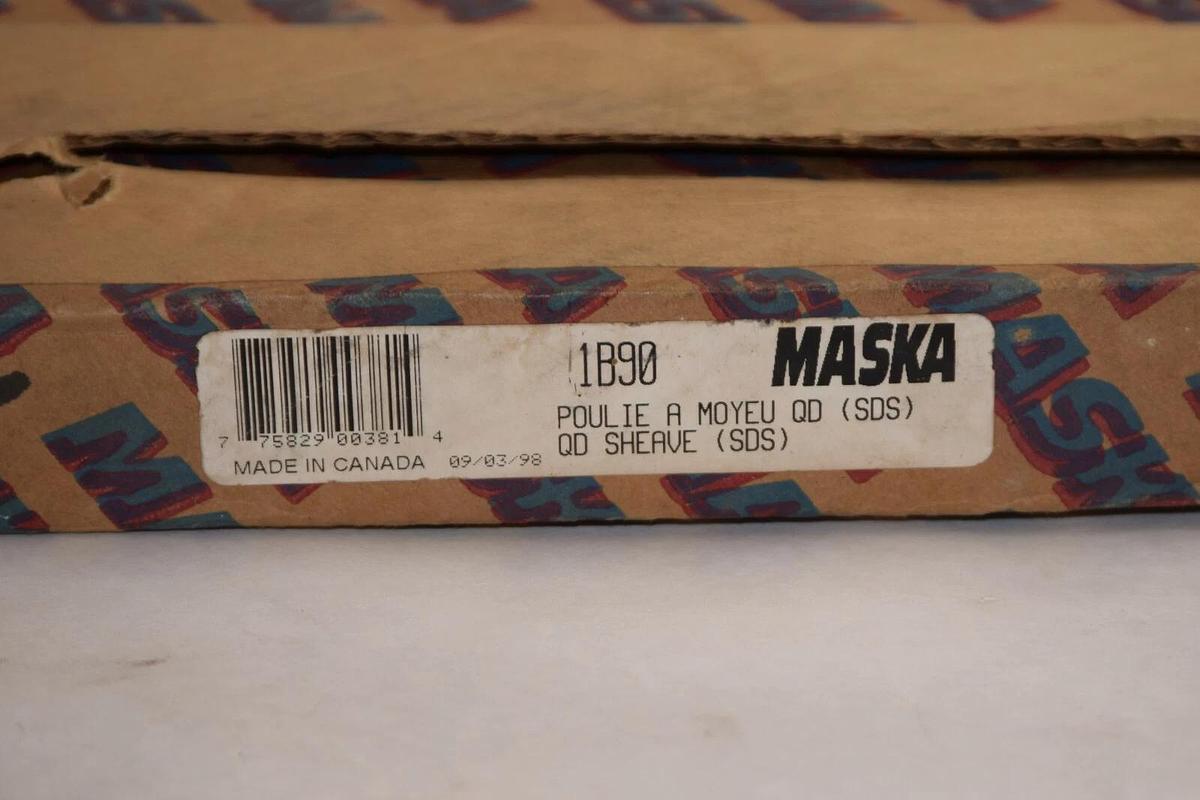 1B90
MASKA
POULIE A MOYEU QD (SDS)
QD SHEAVE (SDS)
7 75829 00381 4
MADE IN CANADA 09/03/98